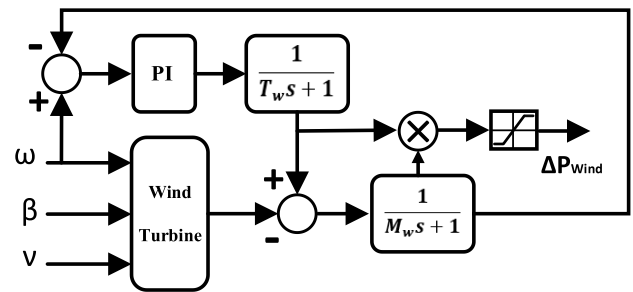 -
+
PI
1
T_w s + 1
ω
β
ν
Wind
Turbine
+
-
×
1
M_w s + 1
ΔP_Wind